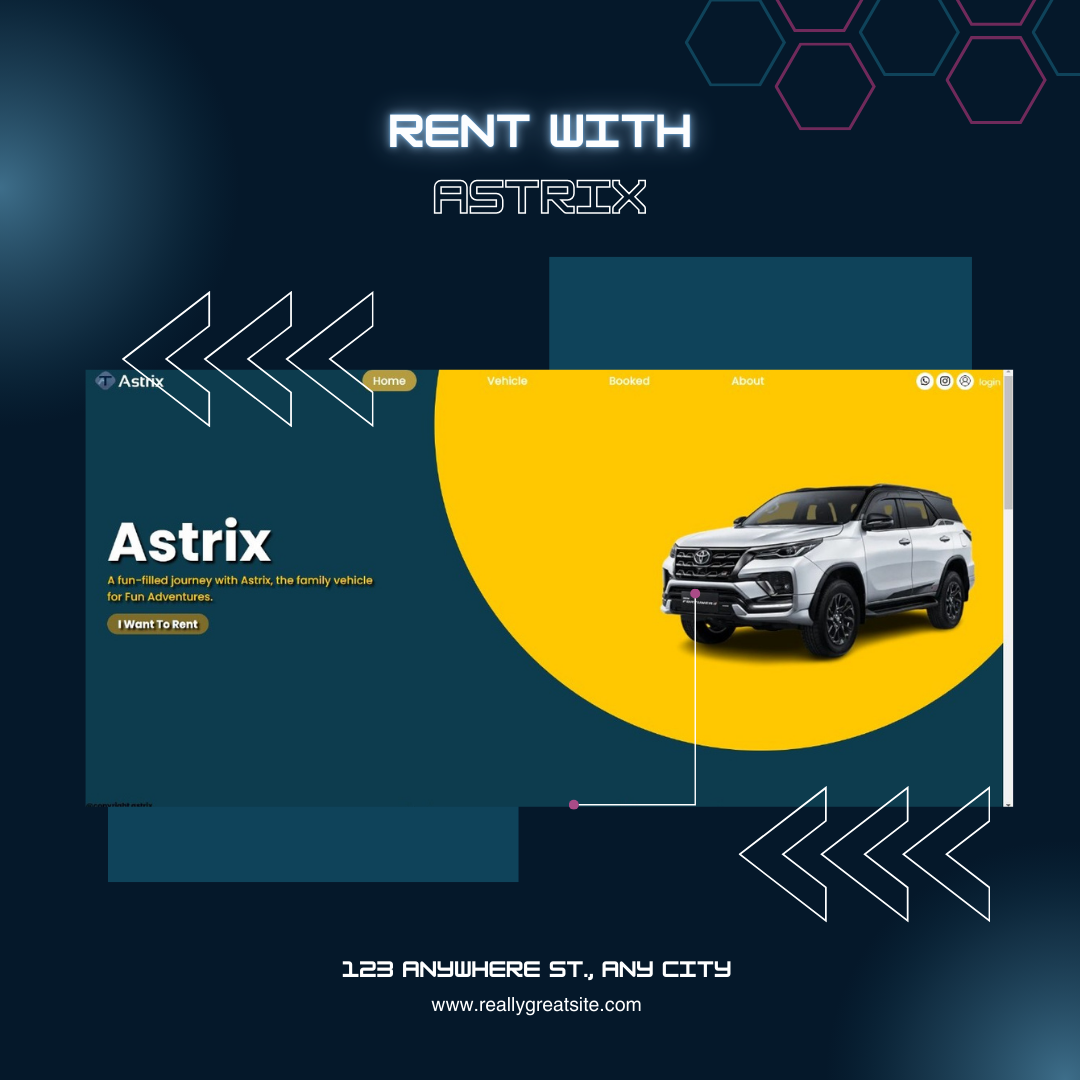 RENT WITH
ASTRIX
Astrix
Home
Vehicle
Booked
About
login
Astrix
A fun-filled journey with Astrix, the family vehicle
for Fun Adventures.
I Want To Rent
123 ANYWHERE ST., ANY CITY
www.reallygreatsite.com